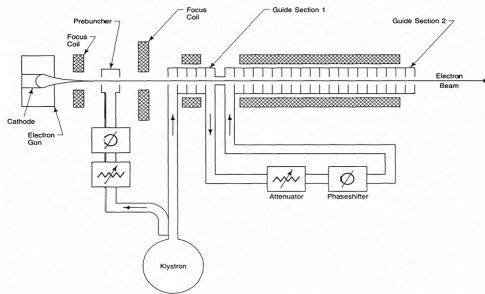 Focus
Coil
Prebuncher
Focus
Coil
Guide Section 1
Guide Section 2
Electron
Beam
Cathode
Electron
Gun
Ø
Ø
Attenuator
Phaseshifter
Klystron